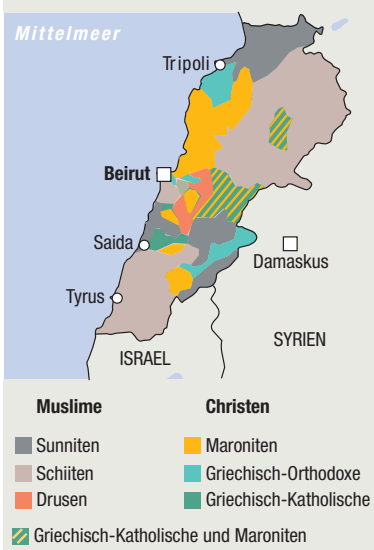 Mittelmeer
Tripoli
Beirut
Saida
Damaskus
Tyrus
SYRIEN
ISRAEL
Muslime
Christen
Sunniten
Maroniten
Schiiten
Griechisch-Orthodoxe
Drusen
Griechisch-Katholische
Griechisch-Katholische und Maroniten